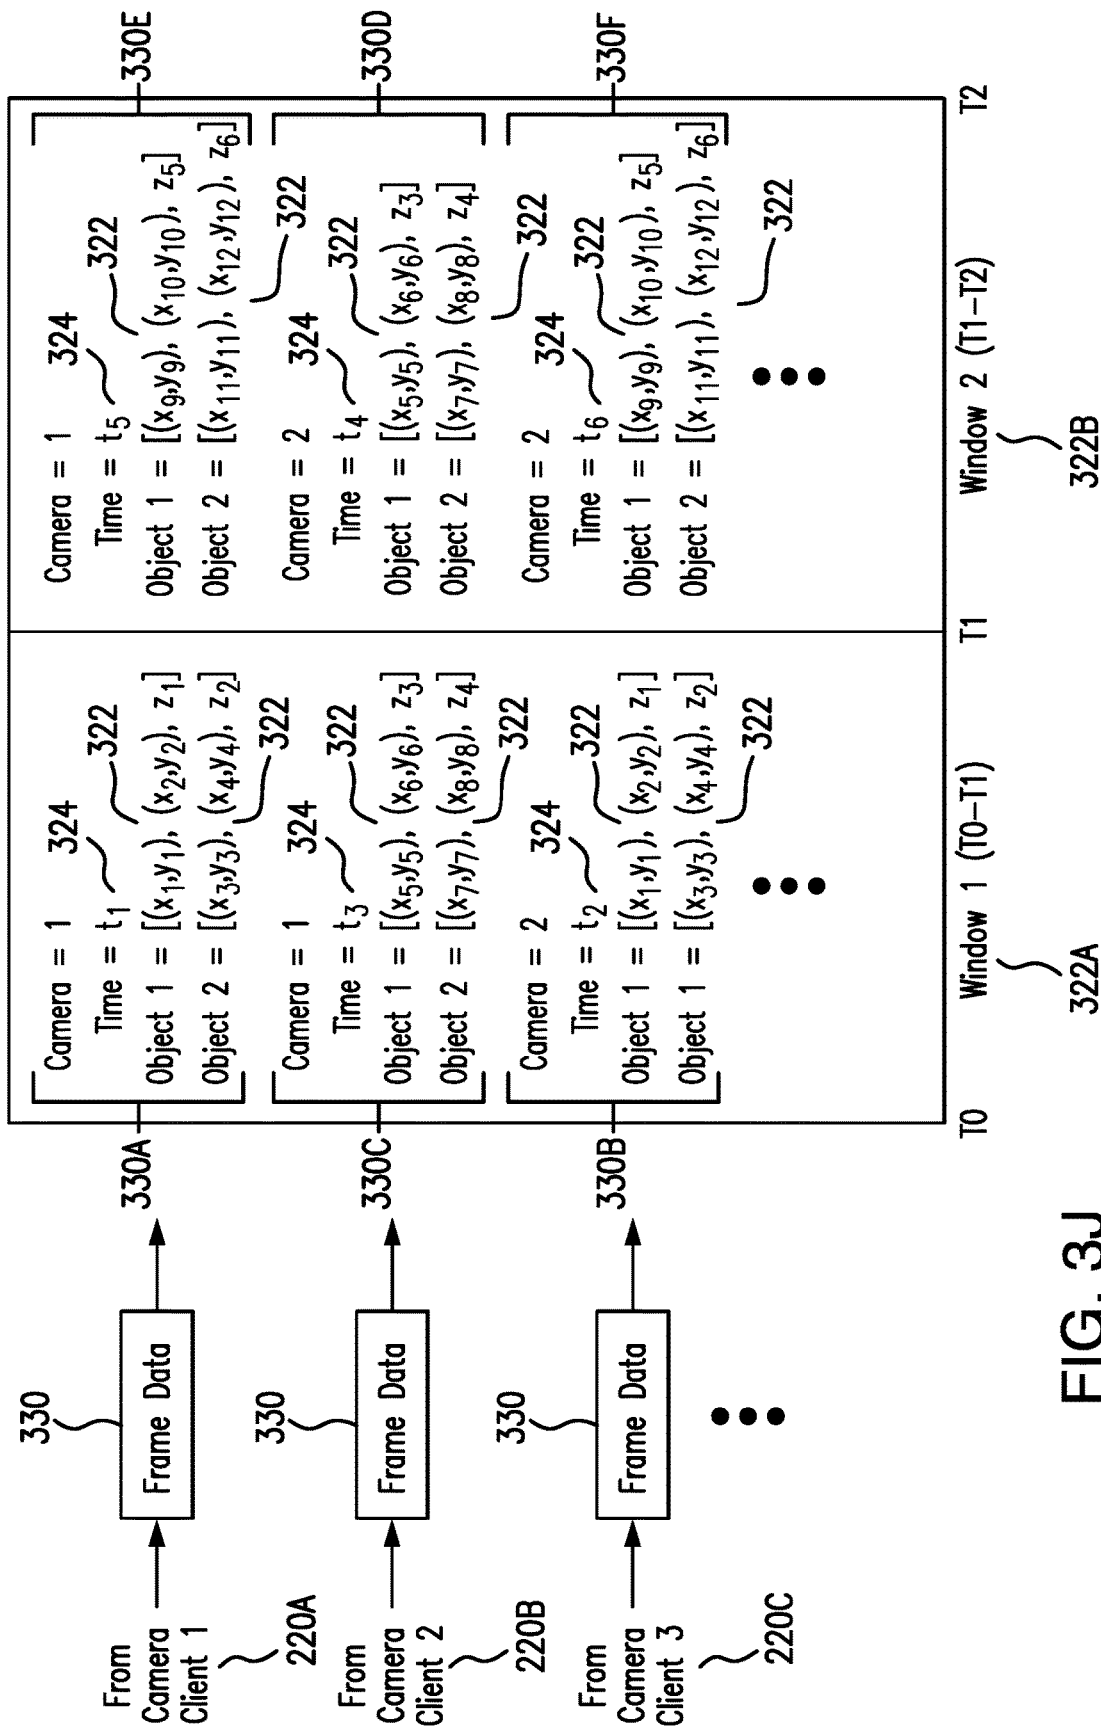 From
Camera
Client 1
220A
330
Frame Data
330A
Camera = 1
Time = t₁
324
Object 1 = [(x₁,y₁), (x₂,y₂), z₁]
322
Object 2 = [(x₃,y₃), (x₄,y₄), z₂]
322
Camera = 1
Time = t₅
324
Object 1 = [(x₉,y₉), (x₁₀,y₁₀), z₅]
322
Object 2 = [(x₁₁,y₁₁), (x₁₂,y₁₂), z₆]
322
330E
From
Camera
Client 2
220B
330
Frame Data
330C
Camera = 1
Time = t₃
324
Object 1 = [(x₅,y₅), (x₆,y₆), z₃]
322
Object 2 = [(x₇,y₇), (x₈,y₈), z₄]
322
Camera = 2
Time = t₄
324
Object 1 = [(x₅,y₅), (x₆,y₆), z₃]
322
Object 2 = [(x₇,y₇), (x₈,y₈), z₄]
322
330D
From
Camera
Client 3
220C
330
Frame Data
330B
Camera = 2
Time = t₂
324
Object 1 = [(x₁,y₁), (x₂,y₂), z₁]
322
Object 1 = [(x₃,y₃), (x₄,y₄), z₂]
322
Camera = 2
Time = t₆
324
Object 1 = [(x₉,y₉), (x₁₀,y₁₀), z₅]
322
Object 2 = [(x₁₁,y₁₁), (x₁₂,y₁₂), z₆]
322
330F
T0
Window 1 (T0-T1)
322A
T1
Window 2 (T1-T2)
322B
T2
FIG. 3J